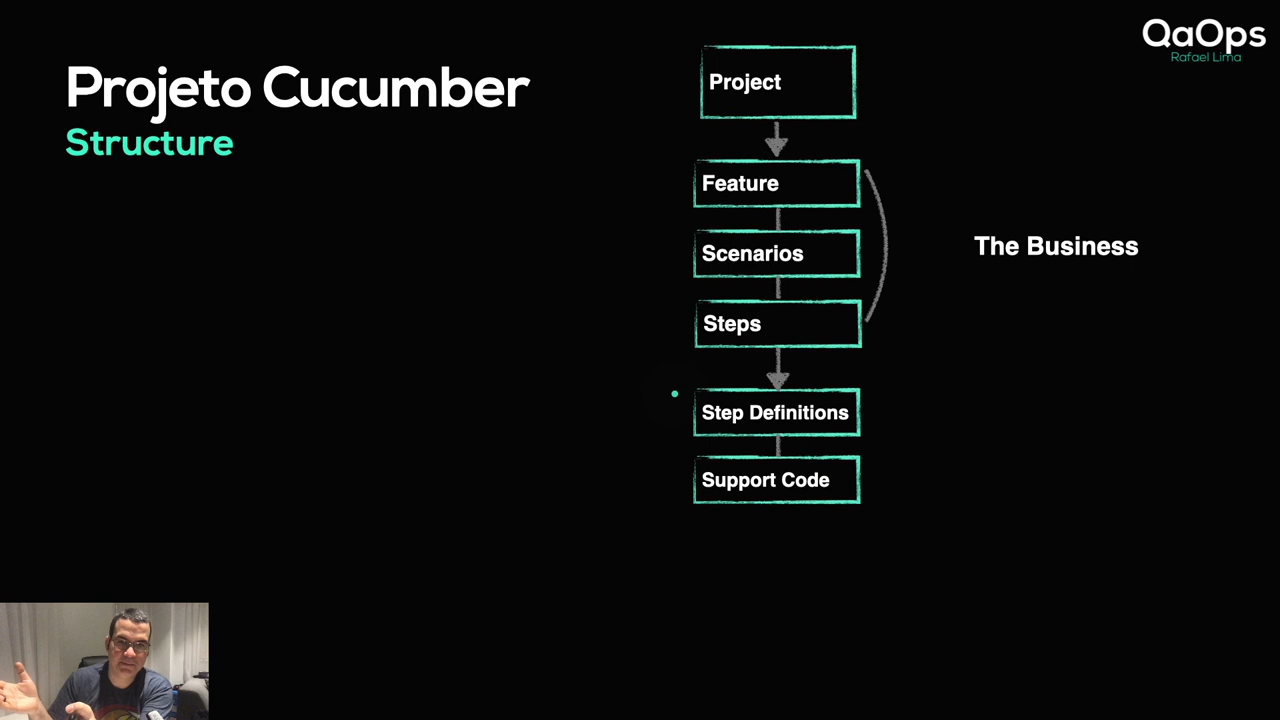 QaOps
Rafael Lima
Projeto Cucumber
Structure
Project
Feature
Scenarios
Steps
Step Definitions
Support Code
The Business